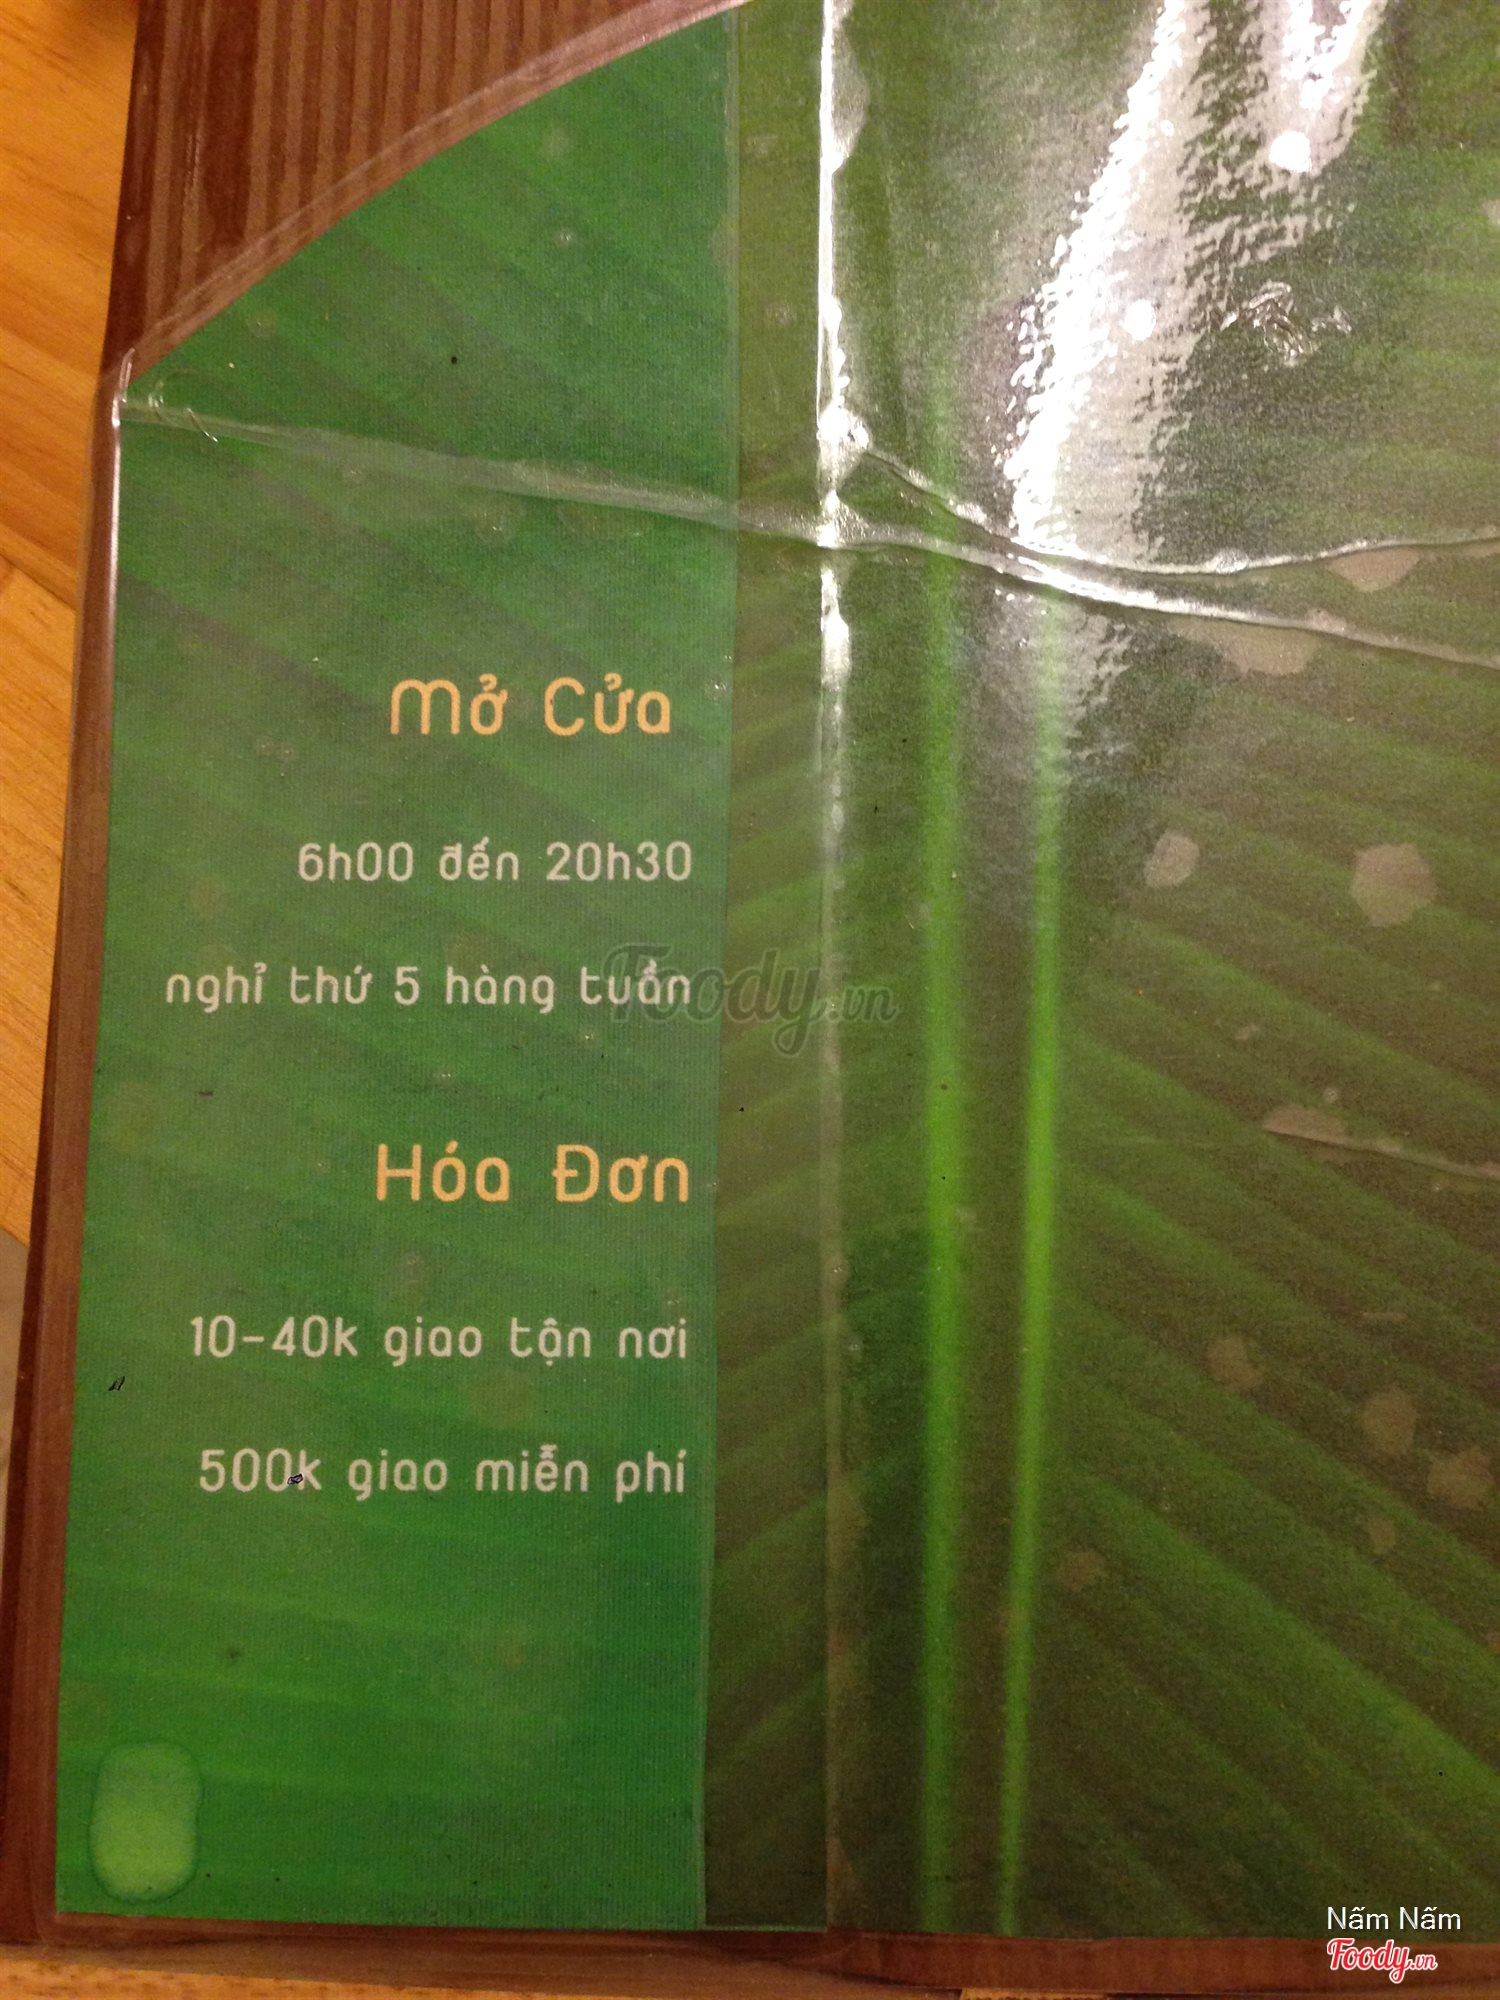 Mở Cửa
6h00 đến 20h30
nghỉ thứ 5 hàng tuần
Foody.vn
Hóa Đơn
10-40k giao tận nơi
500k giao miễn phí
Nấm Nấm
Foody.vn